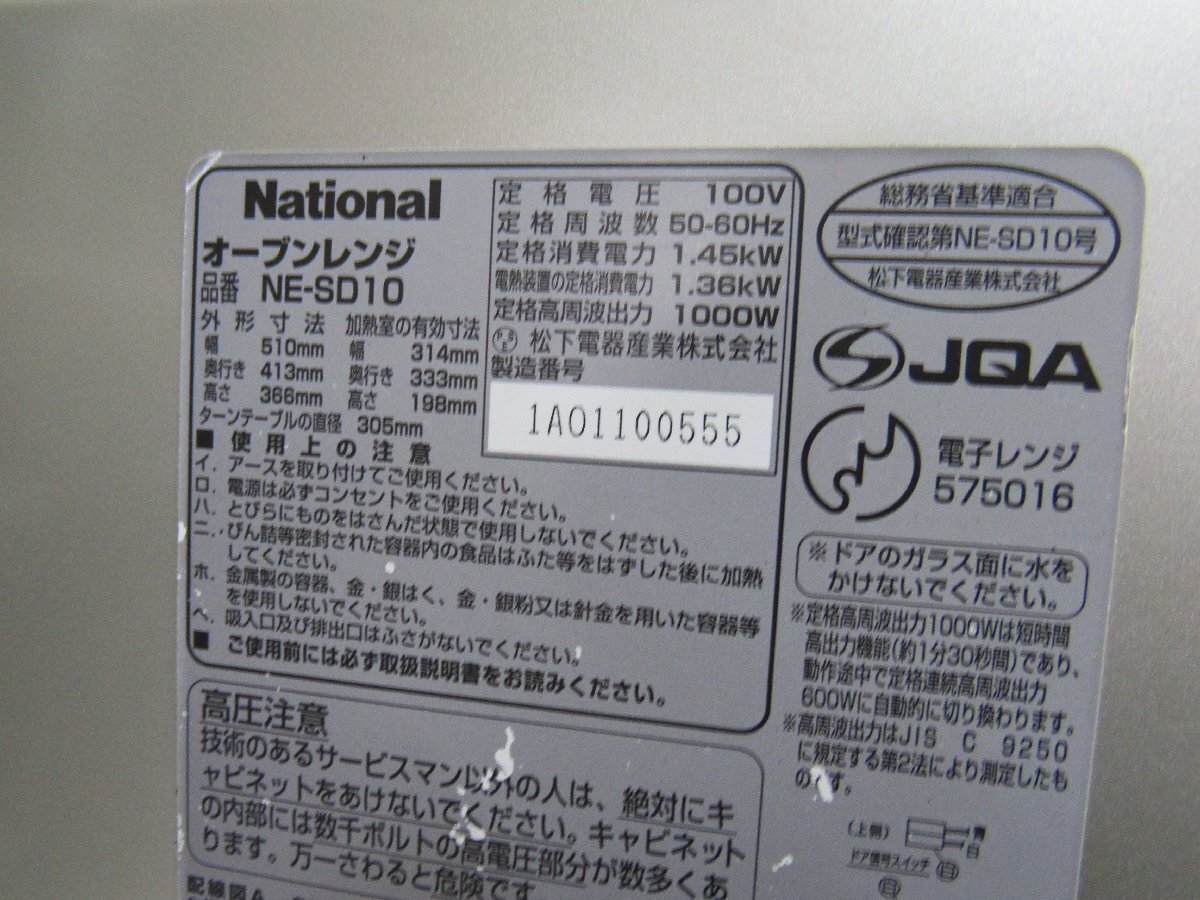 National
オーブンレンジ
品番 NE-SD10
外形寸法 加熱室の有効寸法
幅 510mm 幅 314mm
奥行き 413mm 奥行き 333mm
高さ 366mm 高さ 198mm
ターンテーブルの直径 305mm
定格電圧 100V
定格周波数 50-60Hz
定格消費電力 1.45kW
電熱装置の定格消費電力 1.36kW
定格高周波出力 1000W
松下電器産業株式会社
製造番号
1A01100555
■ 使用上の注意
イ. アースを取り付けてご使用ください。
ロ. 電源は必ずコンセントをご使用ください。
ハ. とびらにものをはさんだ状態で使用しないでください。
ニ. びん詰等密封された容器内の食品はふた等をはずした後に加熱
してください。
ホ. 金属製の容器、金・銀はく、金・銀粉又は針金を用いた容器等
を使用しないでください。
ヘ. 吸入口及び排出口はふさがないでください。
■ ご使用前には必ず取扱説明書をお読みください。
高圧注意
技術のあるサービスマン以外の人は、絶対にキ
ャビネットをあけないでください。キャビネット
の内部には数千ボルトの高電圧部分が数多くあ
ります。万一さわると危険です
配線図A
総務省基準適合
型式確認第NE-SD10号
松下電器産業株式会社
JQA
電子レンジ
575016
※ドアのガラス面に水を
かけないでください。
※定格高周波出力1000Wは短時間
高出力機能(約1分30秒間)であり、
動作途中で定格連続高周波出力
600Wに自動的に切り換わります。
※高周波出力はJIS C 9250
に規定する第2法により測定したも
のです。
(上側) 青
白
ドア信号スイッチ 白
白